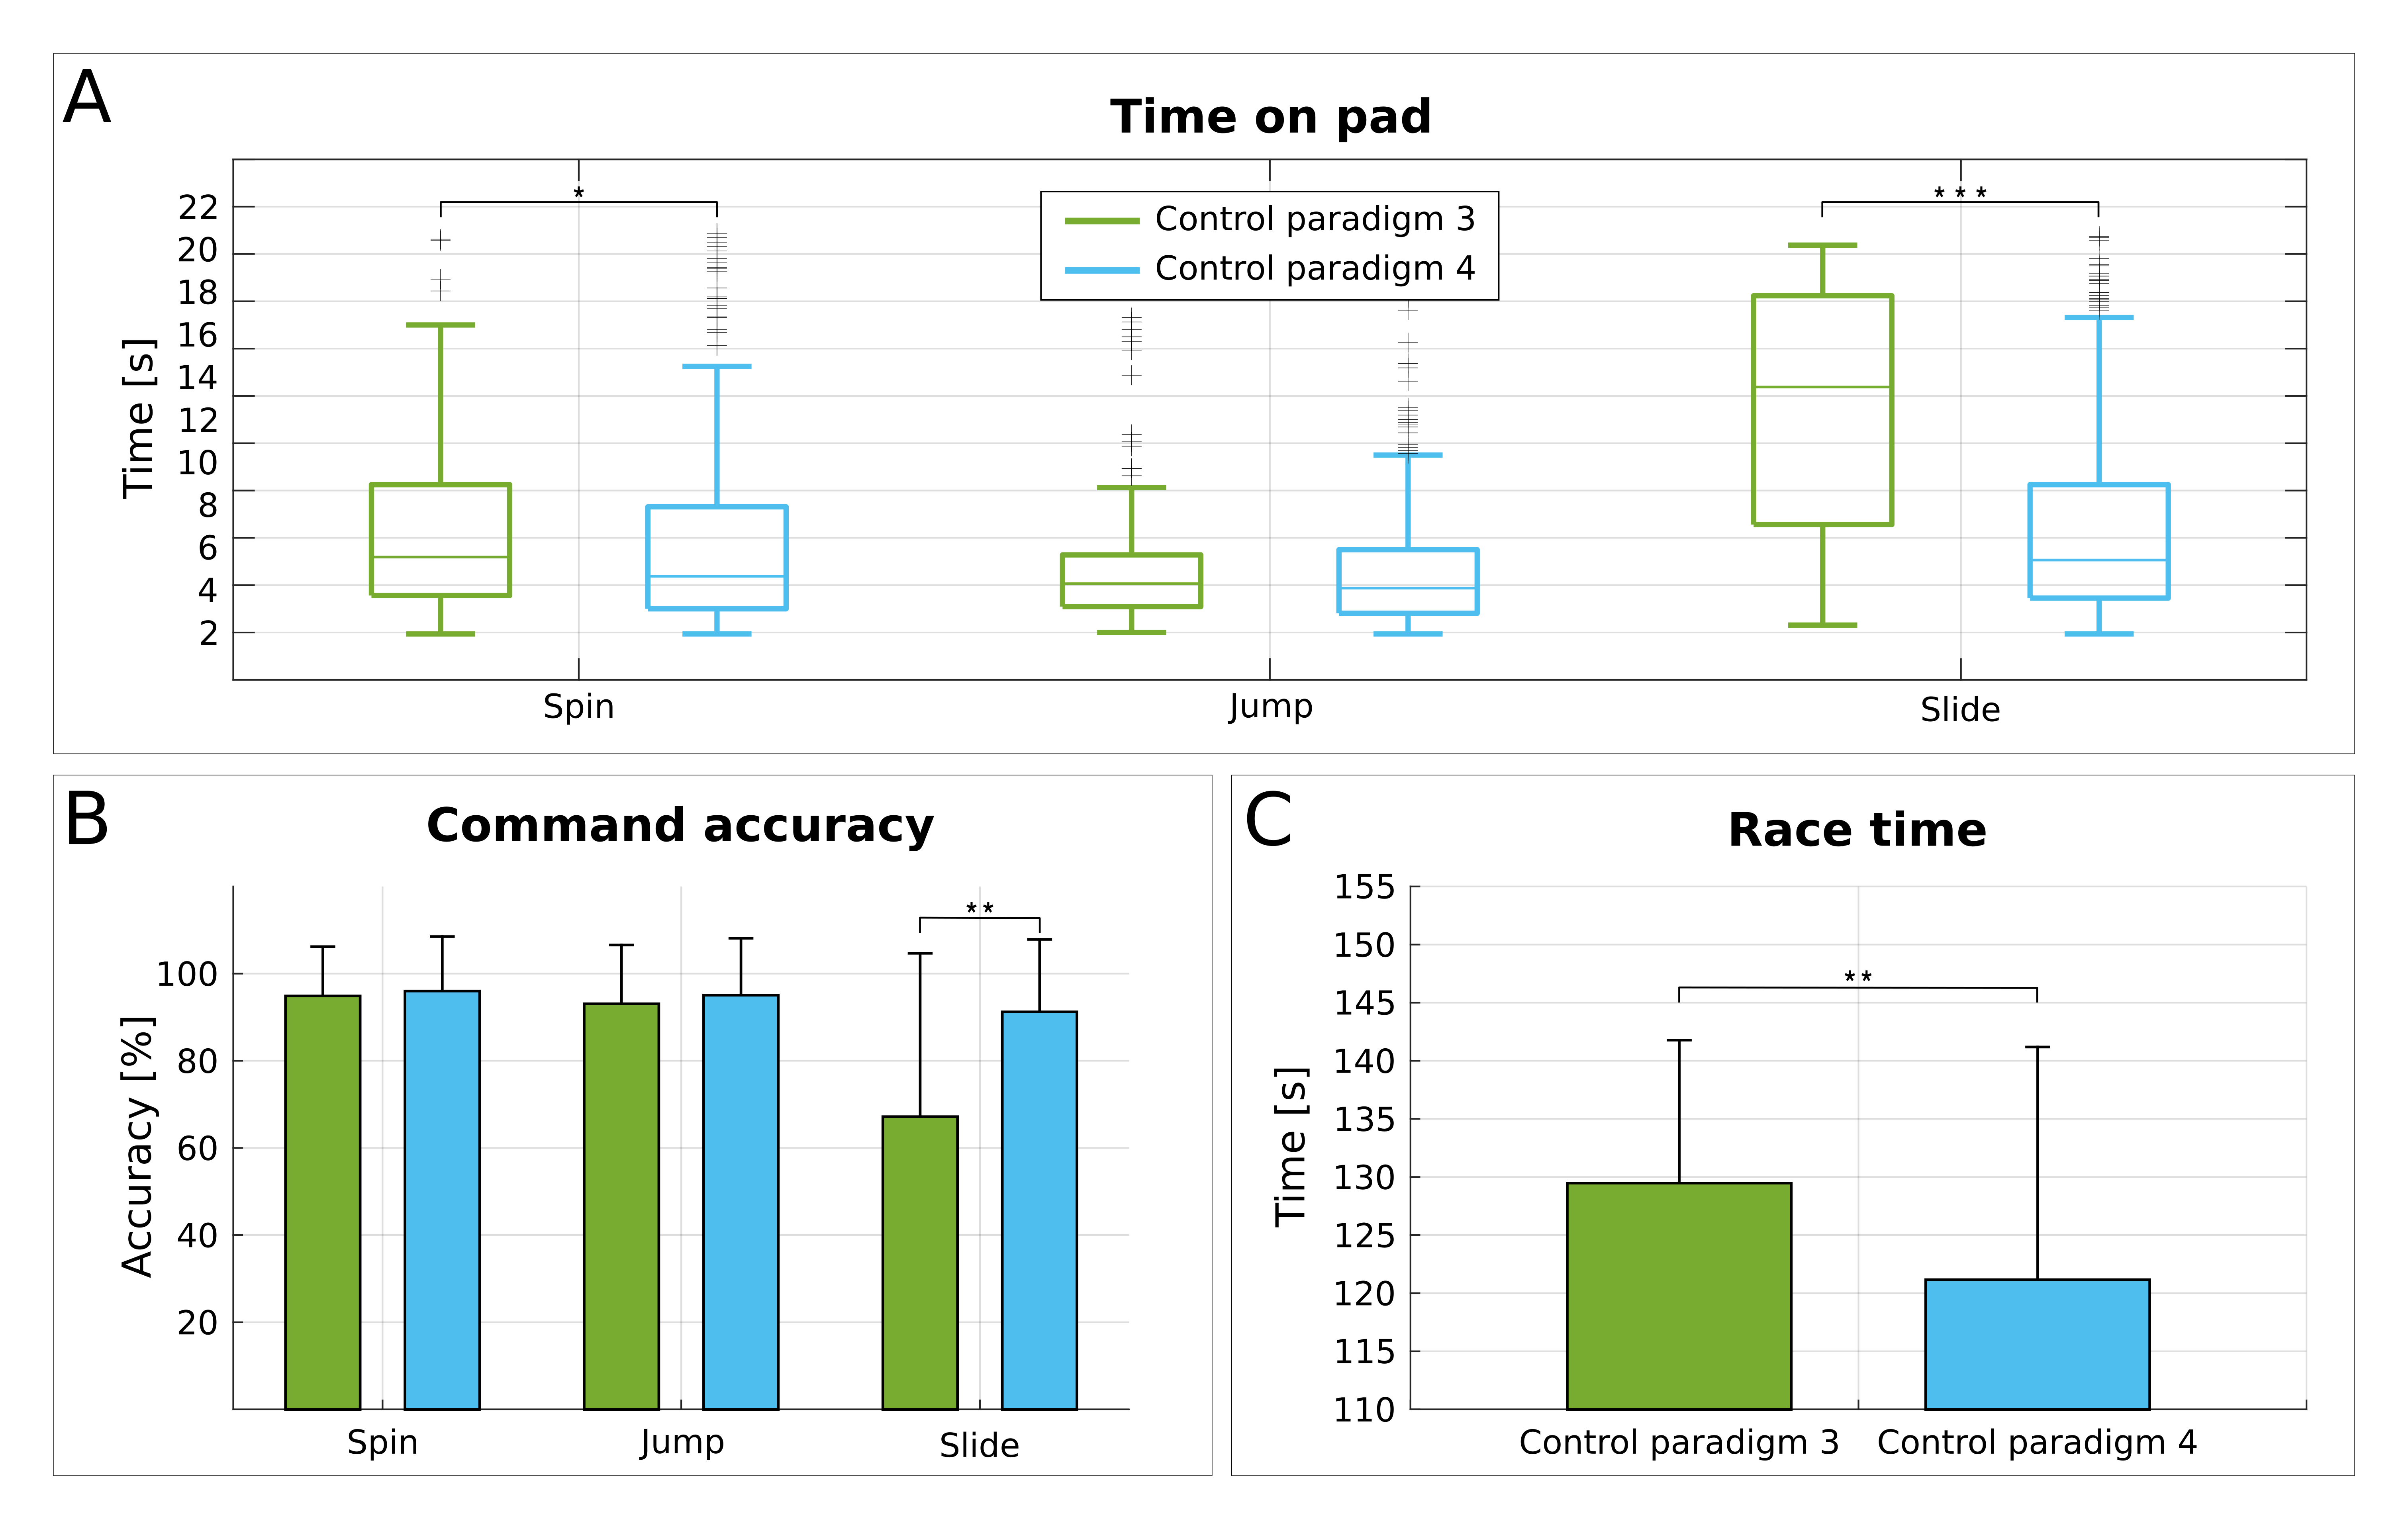 A
Time on pad
Time [s]
22
20
18
16
14
12
10
8
6
4
2
*
Control paradigm 3
Control paradigm 4
* * *
Spin
Jump
Slide
B
Command accuracy
Accuracy [%]
100
80
60
40
20
**
Spin
Jump
Slide
C
Race time
Time [s]
155
150
145
140
135
130
125
120
115
110
**
Control paradigm 3
Control paradigm 4